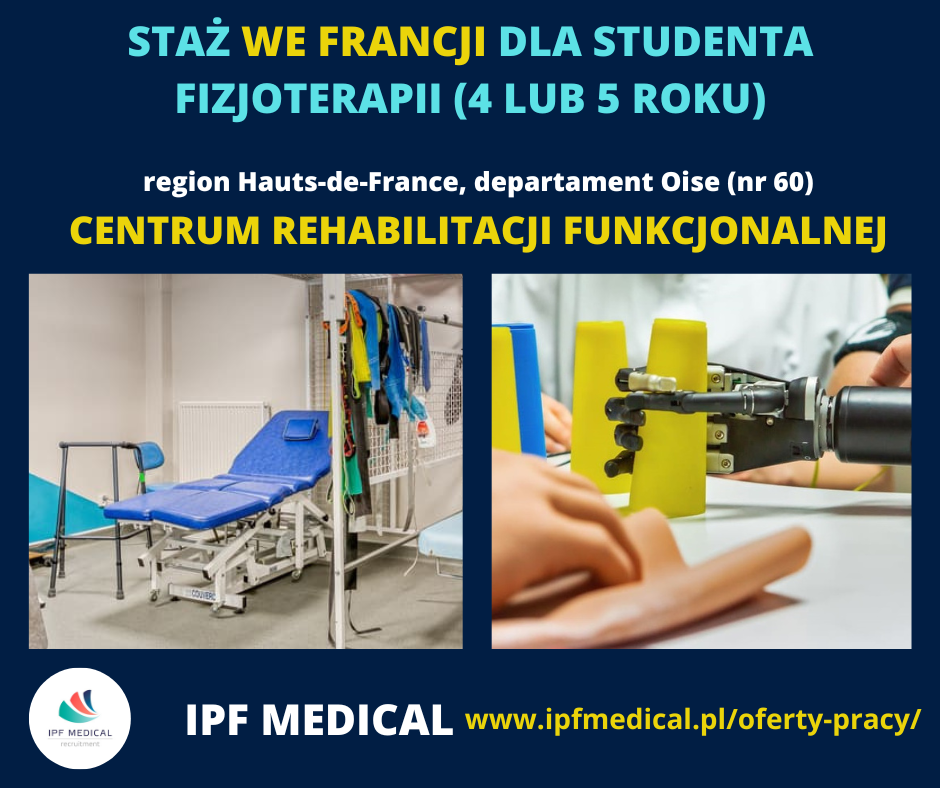 STAŻ WE FRANCJI DLA STUDENTA
FIZJOTERAPII (4 LUB 5 ROKU)
region Hauts-de-France, departament Oise (nr 60)
CENTRUM REHABILITACJI FUNKCJONALNEJ
COUVERC
IPF MEDICAL
recruitment
IPF MEDICAL www.ipfmedical.pl/oferty-pracy/